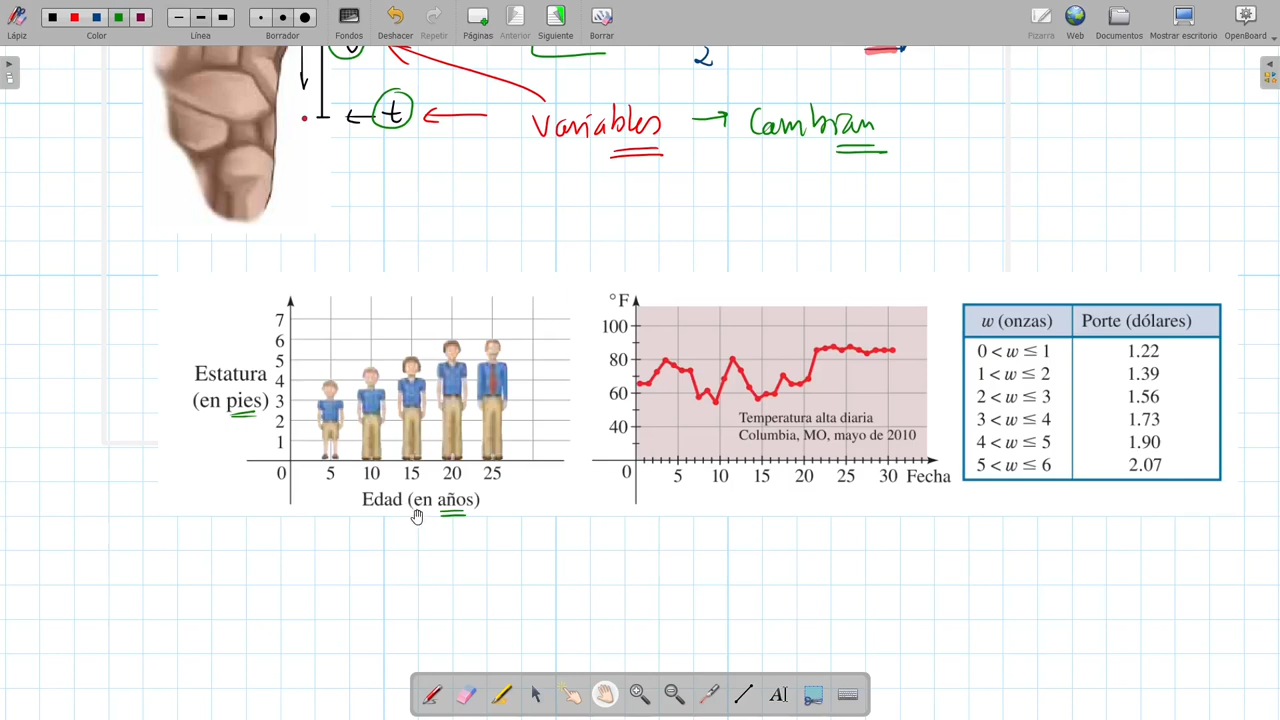 Lápiz Color Línea Borrador Fondos Deshacer Repetir Páginas Anterior Siguiente Borrar Pizarra Web Documentos Mostrar escritorio OpenBoard
2
t ← variables → Cambian
Estatura
(en pies)
7
6
5
4
3
2
1
0 5 10 15 20 25
Edad (en años)
°F
100
80
60
40
0 5 10 15 20 25 30 Fecha
Temperatura alta diaria
Columbia, MO, mayo de 2010
w (onzas) Porte (dólares)
0 < w ≤ 1 1.22
1 < w ≤ 2 1.39
2 < w ≤ 3 1.56
3 < w ≤ 4 1.73
4 < w ≤ 5 1.90
5 < w ≤ 6 2.07